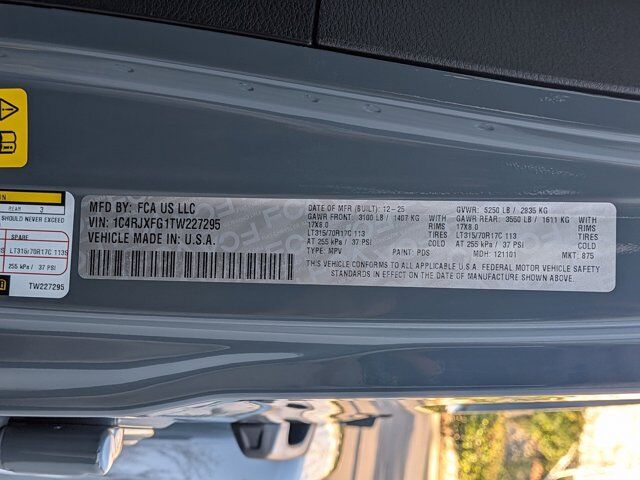 MFD BY: FCA US LLC
VIN: 1C4RJXFG1TW227295
VEHICLE MADE IN: U.S.A.
DATE OF MFR (BUILT) : 12-25
GVWR: 5250 LB / 2835 KG
GAWR FRONT: 3100 LB / 1407 KG WITH
GAWR REAR: 3550 LB / 1611 KG WITH
17X8.0 RIMS
17X8.0 RIMS
LT315/70R17C 113 TIRES
LT315/70R17C 113 TIRES
AT 255 kPa / 37 PSI
AT 255 kPa / 37 PSI
TYPE: MPV
PAINT: PDS
MDH: 121101
MKT: 875
THIS VEHICLE CONFORMS TO ALL APPLICABLE U.S.A. FEDERAL MOTOR VEHICLE SAFETY
STANDARDS IN EFFECT ON THE DATE OF MANUFACTURE SHOWN ABOVE.
REAR 3
SHOULD NEVER EXCEED
SPARE
LT315/70R17C 113S
255 kPa / 37 PSI
TW227295